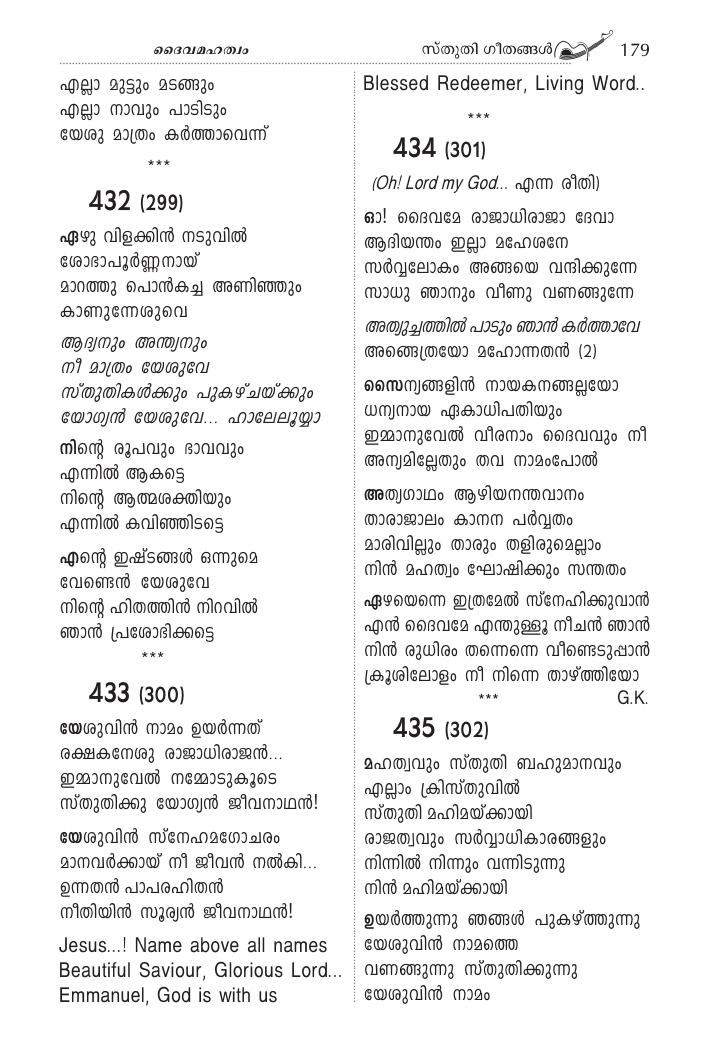 ദൈവമഹത്വം
സ്തുതി ഗീതങ്ങൾ 179
എല്ലാ മുട്ടും മടങ്ങും
എല്ലാ നാവും പാടിടും
യേശു മാത്രം കർത്താവെന്ന്
***
432 (299)
ഏഴു വിളക്കിൻ നടുവിൽ
ശോഭാപൂർണ്ണനായ്
മാറത്തു പൊൻകച്ച അണിഞ്ഞും
കാണുന്നേശുവെ
ആദ്യനും അന്ത്യനും
നീ മാത്രം യേശുവേ
സ്തുതികൾക്കും പുകഴ്ചയ്ക്കും
യോഗ്യൻ യേശുവേ... ഹാലേലൂയ്യാ
നിന്റെ രൂപവും ഭാവവും
എന്നിൽ ആകട്ടെ
നിന്റെ ആത്മശക്തിയും
എന്നിൽ കവിഞ്ഞിടട്ടെ
എന്റെ ഇഷ്ടങ്ങൾ ഒന്നുമെ
വേണ്ടെൻ യേശുവേ
നിന്റെ ഹിതത്തിൻ നിറവിൽ
ഞാൻ പ്രശോഭിക്കട്ടെ
***
433 (300)
യേശുവിൻ നാമം ഉയർന്നത്
രക്ഷകനേശു രാജാധിരാജൻ...
ഇമ്മാനുവേൽ നമ്മോടുകൂടെ
സ്തുതിക്കു യോഗ്യൻ ജീവനാഥൻ!
യേശുവിൻ സ്നേഹമഗോചരം
മാനവർക്കായ് നീ ജീവൻ നൽകി...
ഉന്നതൻ പാപരഹിതൻ
നീതിയിൻ സൂര്യൻ ജീവനാഥൻ!
Jesus...! Name above all names
Beautiful Saviour, Glorious Lord...
Emmanuel, God is with us
Blessed Redeemer, Living Word..
***
434 (301)
(Oh! Lord my God... എന്ന രീതി)
ഓ! ദൈവമേ രാജാധിരാജാ ദേവാ
ആദിയന്തം ഇല്ലാ മഹേശനേ
സർവ്വലോകം അങ്ങയെ വന്ദിക്കുന്നേ
സാധു ഞാനും വീണു വണങ്ങുന്നേ
അത്യുച്ചത്തിൽ പാടും ഞാൻ കർത്താവേ
അങ്ങെത്രയോ മഹോന്നതൻ (2)
സൈന്യങ്ങളിൻ നായകനങ്ങല്ലയോ
ധന്യനായ ഏകാധിപതിയും
ഇമ്മാനുവേൽ വീരനാം ദൈവവും നീ
അന്യമില്ലേതും തവ നാമംപോൽ
അത്യഗാഥം ആഴിയനന്തവാനം
താരാജാലം കാനന പർവ്വതം
മാരിവില്ലും താരും തളിരുമെല്ലാം
നിൻ മഹത്വം ഘോഷിക്കും സന്തതം
ഏഴയെന്നെ ഇത്രമേൽ സ്നേഹിക്കുവാൻ
എൻ ദൈവമേ എന്തുള്ളൂ നീചൻ ഞാൻ
നിൻ രുധിരം തന്നെന്നെ വീണ്ടെടുപ്പാൻ
ക്രൂശിലോളം നീ നിന്നെ താഴ്ത്തിയോ
*** G.K.
435 (302)
മഹത്വവും സ്തുതി ബഹുമാനവും
എല്ലാം ക്രിസ്തുവിൽ
സ്തുതി മഹിമയ്ക്കായി
രാജത്വവും സർവ്വാധികാരങ്ങളും
നിന്നിൽ നിന്നും വന്നിടുന്നു
നിൻ മഹിമയ്ക്കായി
ഉയർത്തുന്നു ഞങ്ങൾ പുകഴ്ത്തുന്നു
യേശുവിൻ നാമത്തെ
വണങ്ങുന്നു സ്തുതിക്കുന്നു
യേശുവിൻ നാമം